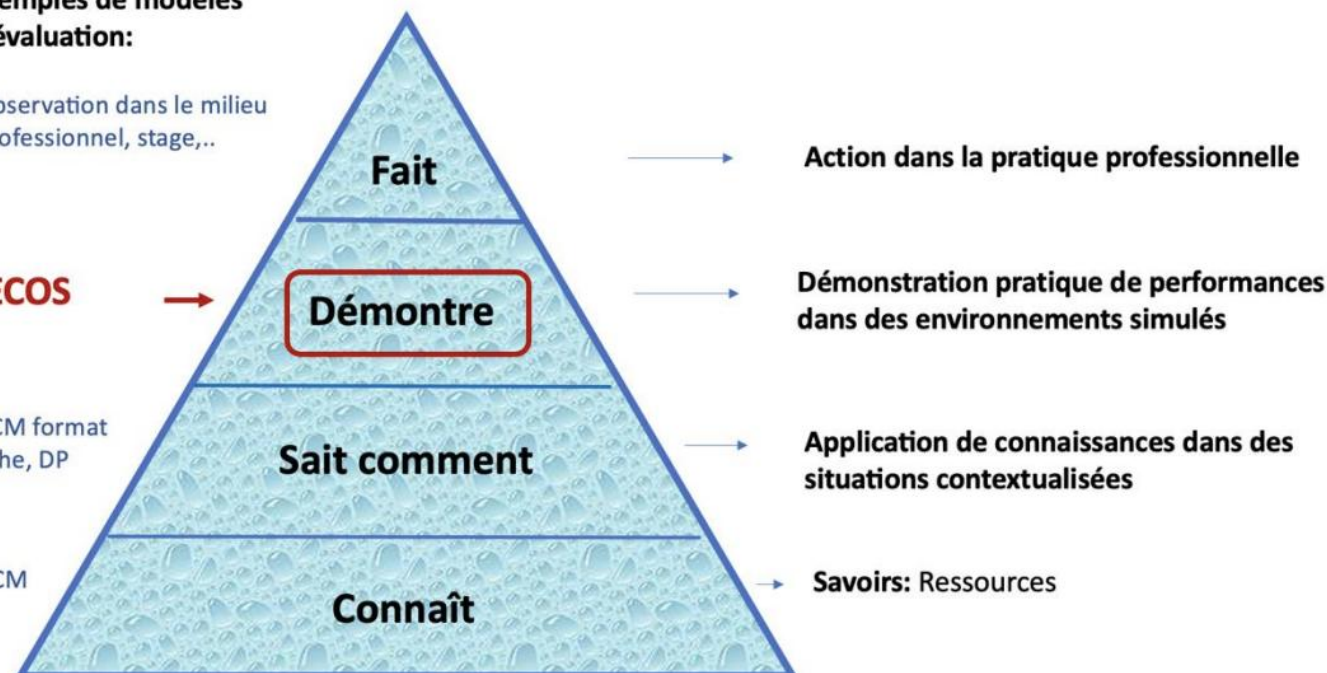 évaluation:
Observation dans le milieu
professionnel, stage,..
Fait
Action dans la pratique professionnelle
ECOS
Démontre
Démonstration pratique de performances
dans des environnements simulés
format
DP
Sait comment
Application de connaissances dans des
situations contextualisées
Connaît
Savoirs: Ressources